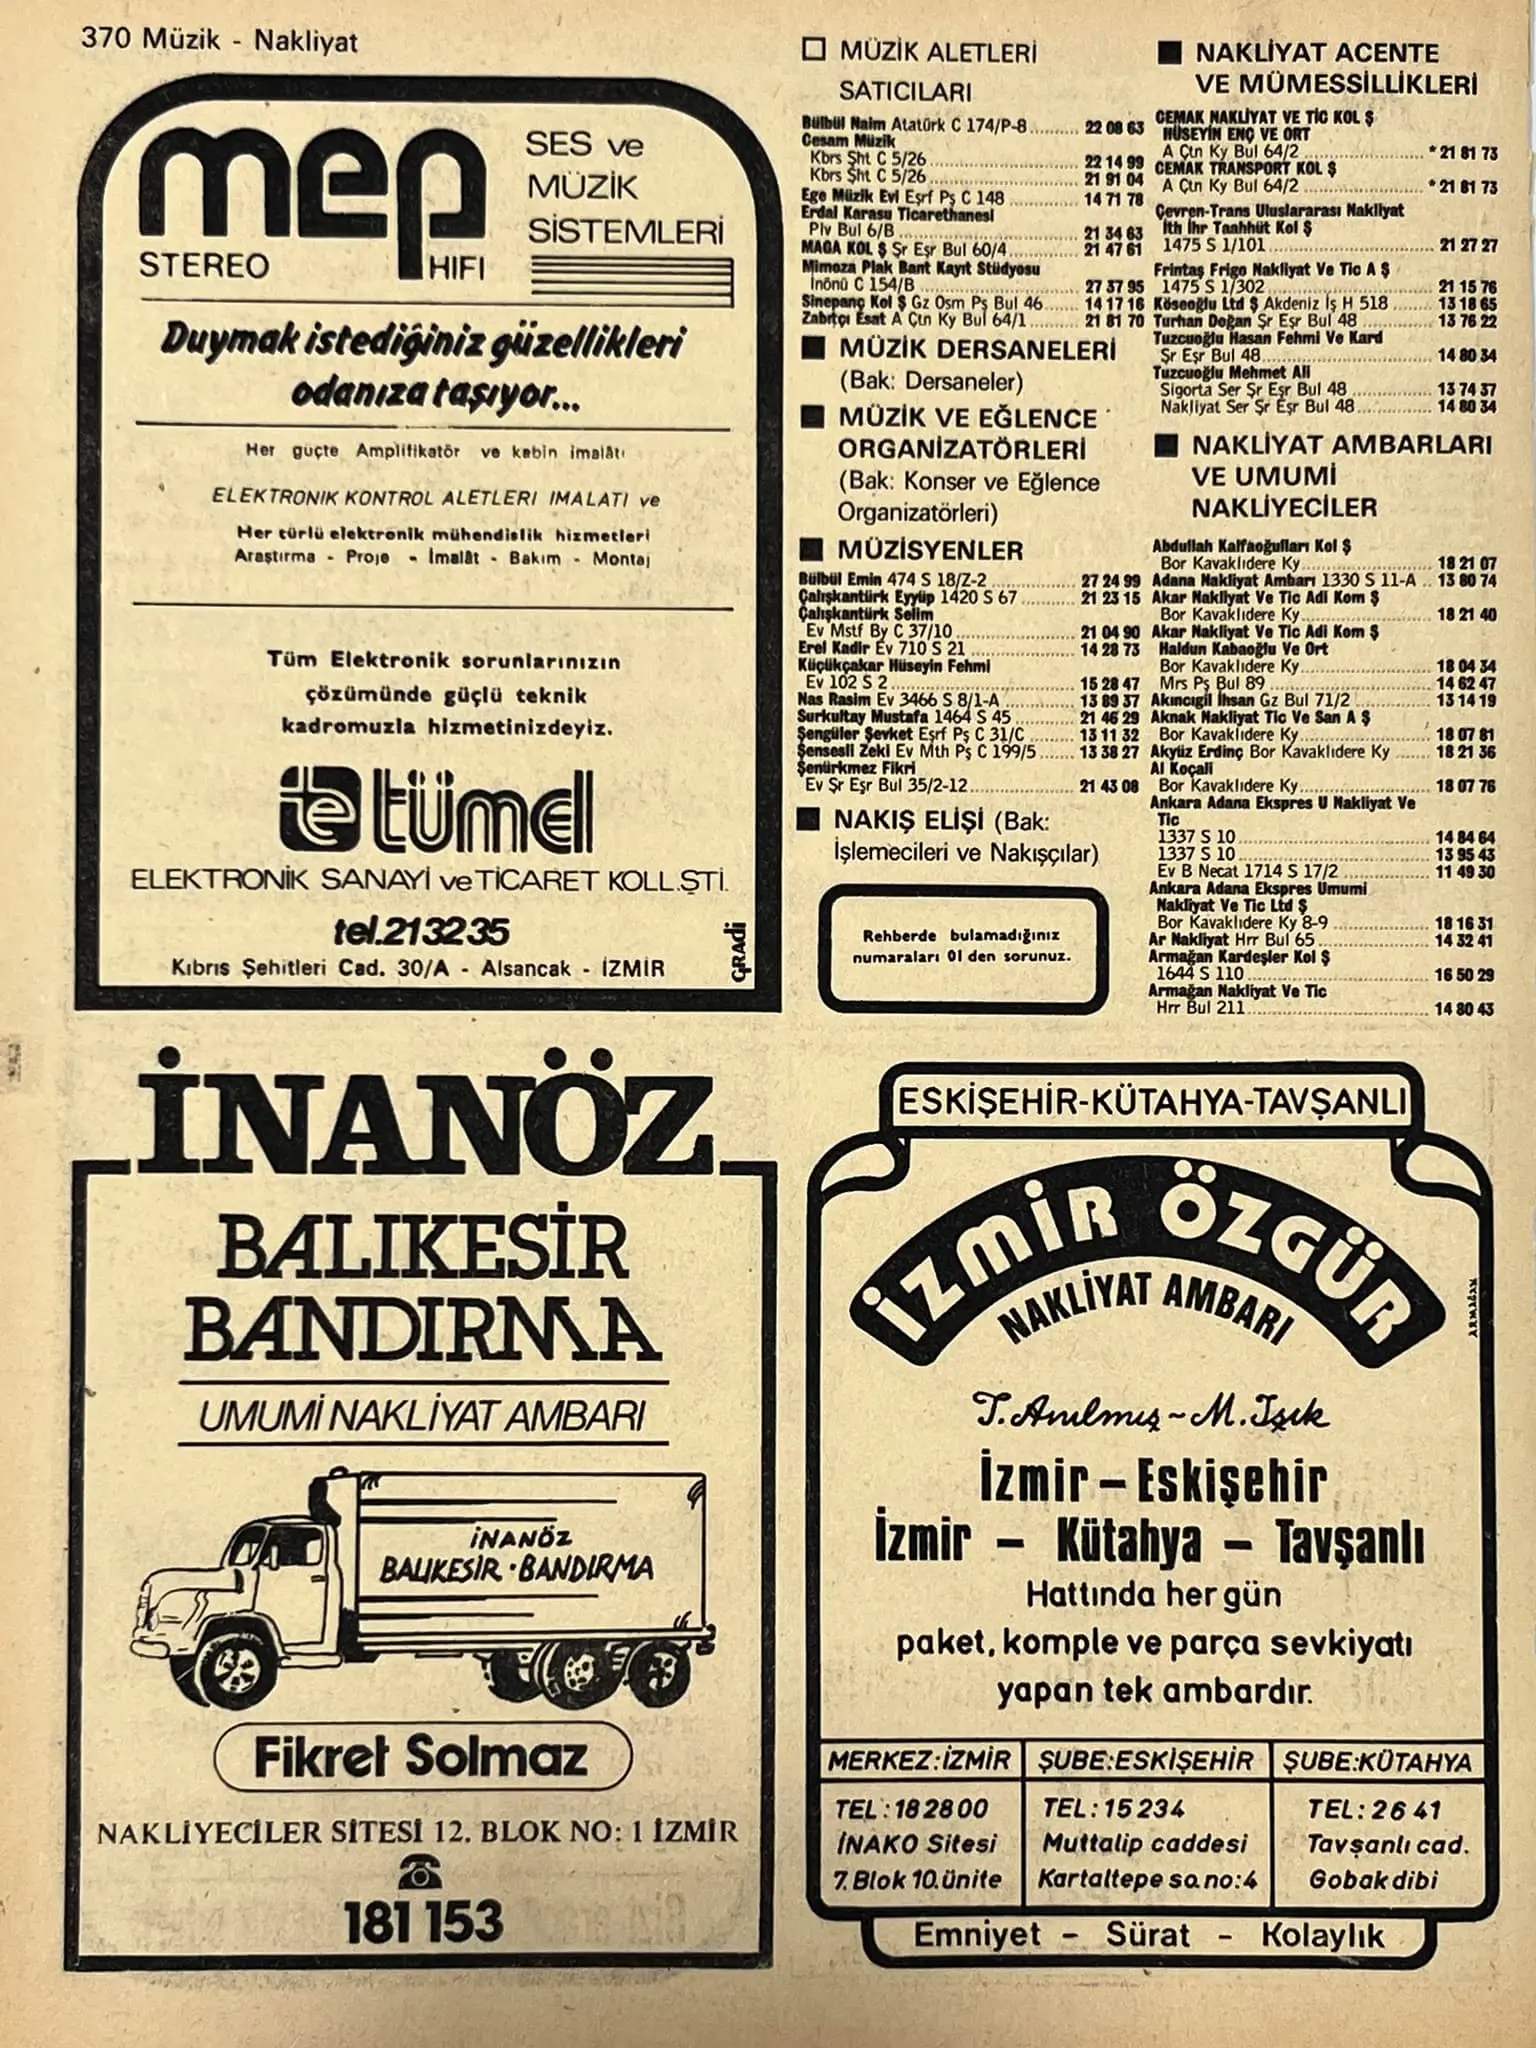 370 Müzik - Nakliyat
mep
STEREO
HIFI
SES ve
MÜZİK
SİSTEMLERİ
Duymak istediğiniz güzellikleri
odanıza taşıyor...
Her güçte Amplifikatör ve kabin imalâtı
ELEKTRONIK KONTROL ALETLERI IMALATI ve
Her türlü elektronik mühendislik hizmetleri
Araştırma - Proje - İmalât - Bakım - Montaj
Tüm Elektronik sorunlarınızın
çözümünde güçlü teknik
kadromuzla hizmetinizdeyiz.
te tümel
ELEKTRONİK SANAYİ ve TİCARET KOLL.ŞTİ.
tel.213235
Kıbrıs Şehitleri Cad. 30/A - Alsancak - İZMİR
GRADİ
MÜZİK ALETLERİ
SATICILARI
Bülbül Naim Atatürk C 174/P-8.......... 22 08 63
Cesam Müzik
Kbrs Şht C 5/26 .......... 22 14 99
Kbrs Şht C 5/26 .......... 21 91 04
Ege Müzik Evi Eşrf Pş C 148 .......... 14 71 78
Erdal Karasu Ticarethanesi
Plv Bul 6/B .......... 21 34 63
MAGA KOL Ş Şr Eşr Bul 60/4.......... 21 47 61
Mimoza Plak Bant Kayıt Stüdyosu
İnönü C 154/B .......... 27 37 95
Sinepanç Kol Ş Gz Osm Pş Bul 46 ..... 14 17 16
Zabıtçı Esat A Çtn Ky Bul 64/1 .......... 21 81 70
MÜZİK DERSANELERİ
(Bak: Dersaneler)
MÜZİK VE EĞLENCE
ORGANİZATÖRLERİ
(Bak: Konser ve Eğlence
Organizatörleri)
MÜZİSYENLER
Bülbül Emin 474 S 18/Z-2 .......... 27 24 99
Çalışkantürk Eyyüp 1420 S 67 .......... 21 23 15
Çalışkantürk Selim
Ev Mstf By C 37/10 .......... 21 04 90
Erel Kadir Ev 710 S 21 .......... 14 28 73
Küçükçakar Hüseyin Fehmi
Ev 102 S 2 .......... 15 28 47
Nas Rasim Ev 3466 S 8/1-A .......... 13 89 37
Surkultay Mustafa 1464 S 45 .......... 21 46 29
Şengüler Şevket Eşrf Pş C 31/C .......... 13 11 32
Şensesli Zeki Ev Mth Pş C 199/5....... 13 38 27
Şenürkmez Fikri
Ev Şr Eşr Bul 35/2-12 .......... 21 43 08
NAKIŞ ELİŞİ (Bak:
İşlemecileri ve Nakışçılar)
Rehberde bulamadığınız
numaraları 01 den sorunuz.
NAKLİYAT ACENTE
VE MÜMESSİLLİKLERİ
CEMAK NAKLİYAT VE TİC KOL Ş
HÜSEYİN ENÇ VE ORT
A Çtn Ky Bul 64/2 .......... *21 81 73
CEMAK TRANSPORT KOL Ş
A Çtn Ky Bul 64/2 .......... *21 81 73
Çevren-Trans Uluslararası Nakliyat
İth İhr Taahhüt Kol Ş
1475 S 1/101 .......... 21 27 27
Frintaş Frigo Nakliyat Ve Tic A Ş
1475 S 1/302 .......... 21 15 76
Köseoğlu Ltd Ş Akdeniz İş H 518 ....... 13 18 65
Turhan Doğan Şr Eşr Bul 48 .......... 13 76 22
Tuzcuoğlu Hasan Fehmi Ve Kard
Şr Eşr Bul 48 .......... 14 80 34
Tuzcuoğlu Mehmet Ali
Sigorta Ser Şr Eşr Bul 48 .......... 13 74 37
Nakliyat Ser Şr Eşr Bul 48 .......... 14 80 34
NAKLİYAT AMBARLARI
VE UMUMİ
NAKLİYECİLER
Abdullah Kalfaoğulları Kol Ş
Bor Kavaklıdere Ky .......... 18 21 07
Adana Nakliyat Ambarı 1330 S 11-A .. 13 80 74
Akar Nakliyat Ve Tic Adi Kom Ş
Bor Kavaklıdere Ky .......... 18 21 40
Akar Nakliyat Ve Tic Adi Kom Ş
Haldun Kabaoğlu Ve Ort
Bor Kavaklıdere Ky .......... 18 04 34
Mrs Pş Bul 89 .......... 14 62 47
Akıncıgil İhsan Gz Bul 71/2 .......... 13 14 19
Aknak Nakliyat Tic Ve San A Ş
Bor Kavaklıdere Ky .......... 18 07 81
Akyüz Erdinç Bor Kavaklıdere Ky ....... 18 21 36
Al Koçali
Bor Kavaklıdere Ky .......... 18 07 76
Ankara Adana Ekspres U Nakliyat Ve
Tic
1337 S 10 .......... 14 84 64
1337 S 10 .......... 13 95 43
Ev B Necat 1714 S 17/2 .......... 11 49 30
Ankara Adana Ekspres Umumi
Nakliyat Ve Tic Ltd Ş
Bor Kavaklıdere Ky 8-9 .......... 18 16 31
Ar Nakliyat Hrr Bul 65 .......... 14 32 41
Armağan Kardeşler Kol Ş
1644 S 110 .......... 16 50 29
Armağan Nakliyat Ve Tic
Hrr Bul 211 .......... 14 80 43
İNANÖZ
BALIKESİR
BANDIRMA
UMUMİ NAKLİYAT AMBARI
İNANÖZ
BALIKESİR·BANDIRMA
Fikret Solmaz
NAKLİYECİLER SİTESİ 12. BLOK NO: 1 İZMİR
181 153
ESKİŞEHİR-KÜTAHYA-TAVŞANLI
İZMİR ÖZGÜR
NAKLİYAT AMBARI
T. Anılmış ~ M. Işık
İzmir – Eskişehir
İzmir – Kütahya – Tavşanlı
Hattında her gün
paket, komple ve parça sevkiyatı
yapan tek ambardır.
MERKEZ:İZMİR
TEL:182800
İNAKO Sitesi
7. Blok 10. ünite
ŞUBE:ESKİŞEHİR
TEL:15234
Muttalip caddesi
Kartaltepe so.no:4
ŞUBE:KÜTAHYA
TEL:2641
Tavşanlı cad.
Gobak dibi
Emniyet - Sürat - Kolaylık